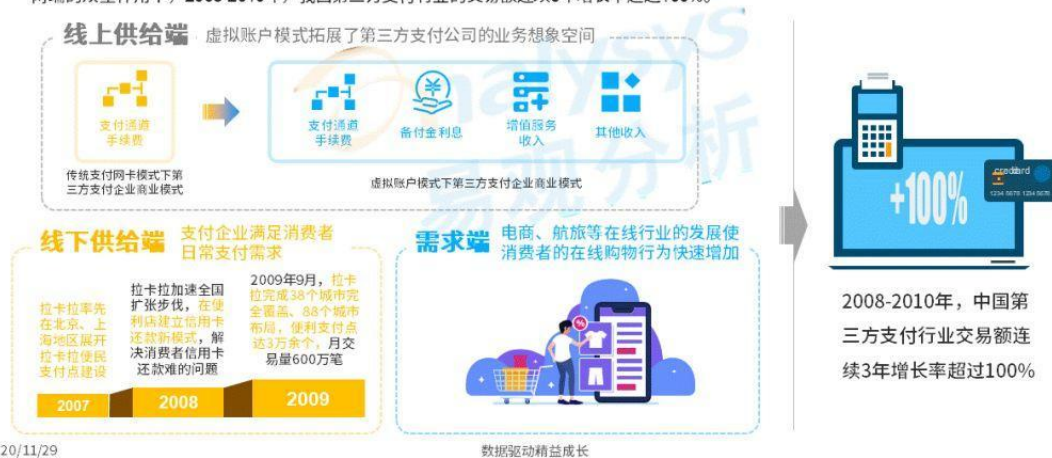 线上供给端 虚拟账户模式拓展了第三方支付公司的业务想象空间
支付通道
手续费
传统支付网关模式下第
三方支付企业商业模式
支付通道
手续费
备付金利息
增值服务
收入
其他收入
虚拟账户模式下第三方支付企业商业模式
nalysys
易观分析
线下供给端 支付企业满足消费者
日常支付需求
拉卡拉率先
在北京、上
海地区展开
拉卡拉便民
支付点建设
拉卡拉加速全国
扩张步伐，在便
利店建立信用卡
还款新模式，解
决消费者信用卡
还款难的问题
2009年9月，拉卡
拉完成38个城市完
全覆盖、88个城市
布局，便利支付点
达3万余个，月交
易量600万笔
2007
2008
2009
需求端 电商、航旅等在线行业的发展使
消费者的在线购物行为快速增加
+100%
1234 5678 1234 5678
2008-2010年，中国第
三方支付行业交易额连
续3年增长率超过100%
20/11/29
数据驱动精益成长